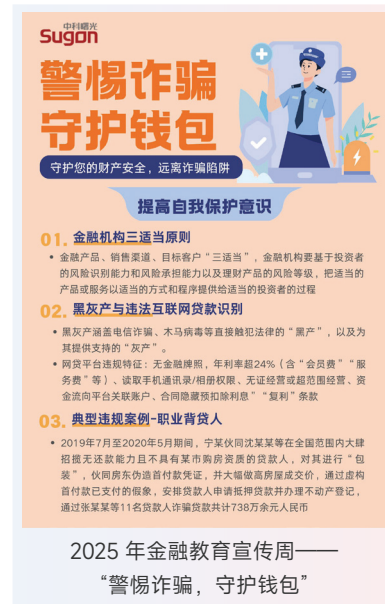 中科曙光
Sugon
警惕诈骗
守护钱包
守护您的财产安全，远离诈骗陷阱
提高自我保护意识
01. 金融机构三适当原则
• 金融产品、销售渠道、目标客户“三适当”，金融机构要基于投资者
的风险识别能力和风险承担能力以及理财产品的风险等级，把适当的
产品或服务以适当的方式和程序提供给适当的投资者的过程
02. 黑灰产与违法互联网贷款识别
• 黑灰产涵盖电信诈骗、木马病毒等直接触犯法律的“黑产”，以及为
其提供支持的“灰产”。
• 网贷平台违规特征：无金融牌照，年利率超24%（含“会员费”“服
务费”等）、读取手机通讯录/相册权限、无证经营或超范围经营、资
金流向平台关联账户、合同隐藏预扣除利息”“复利”条款
03. 典型违规案例-职业背贷人
• 2019年7月至2020年5月期间，宁某伙同沈某某等在全国范围内大肆
招揽无还款能力且不具有某市购房资质的贷款人，对其进行“包
装”，伙同房东伪造首付款凭证，并大幅做高房屋成交价，通过虚构
首付款已支付的假象，安排贷款人申请抵押贷款并办理不动产登记，
通过张某某等11名贷款人诈骗贷款共计738万余元人民币
2025 年金融教育宣传周——
“警惕诈骗，守护钱包”